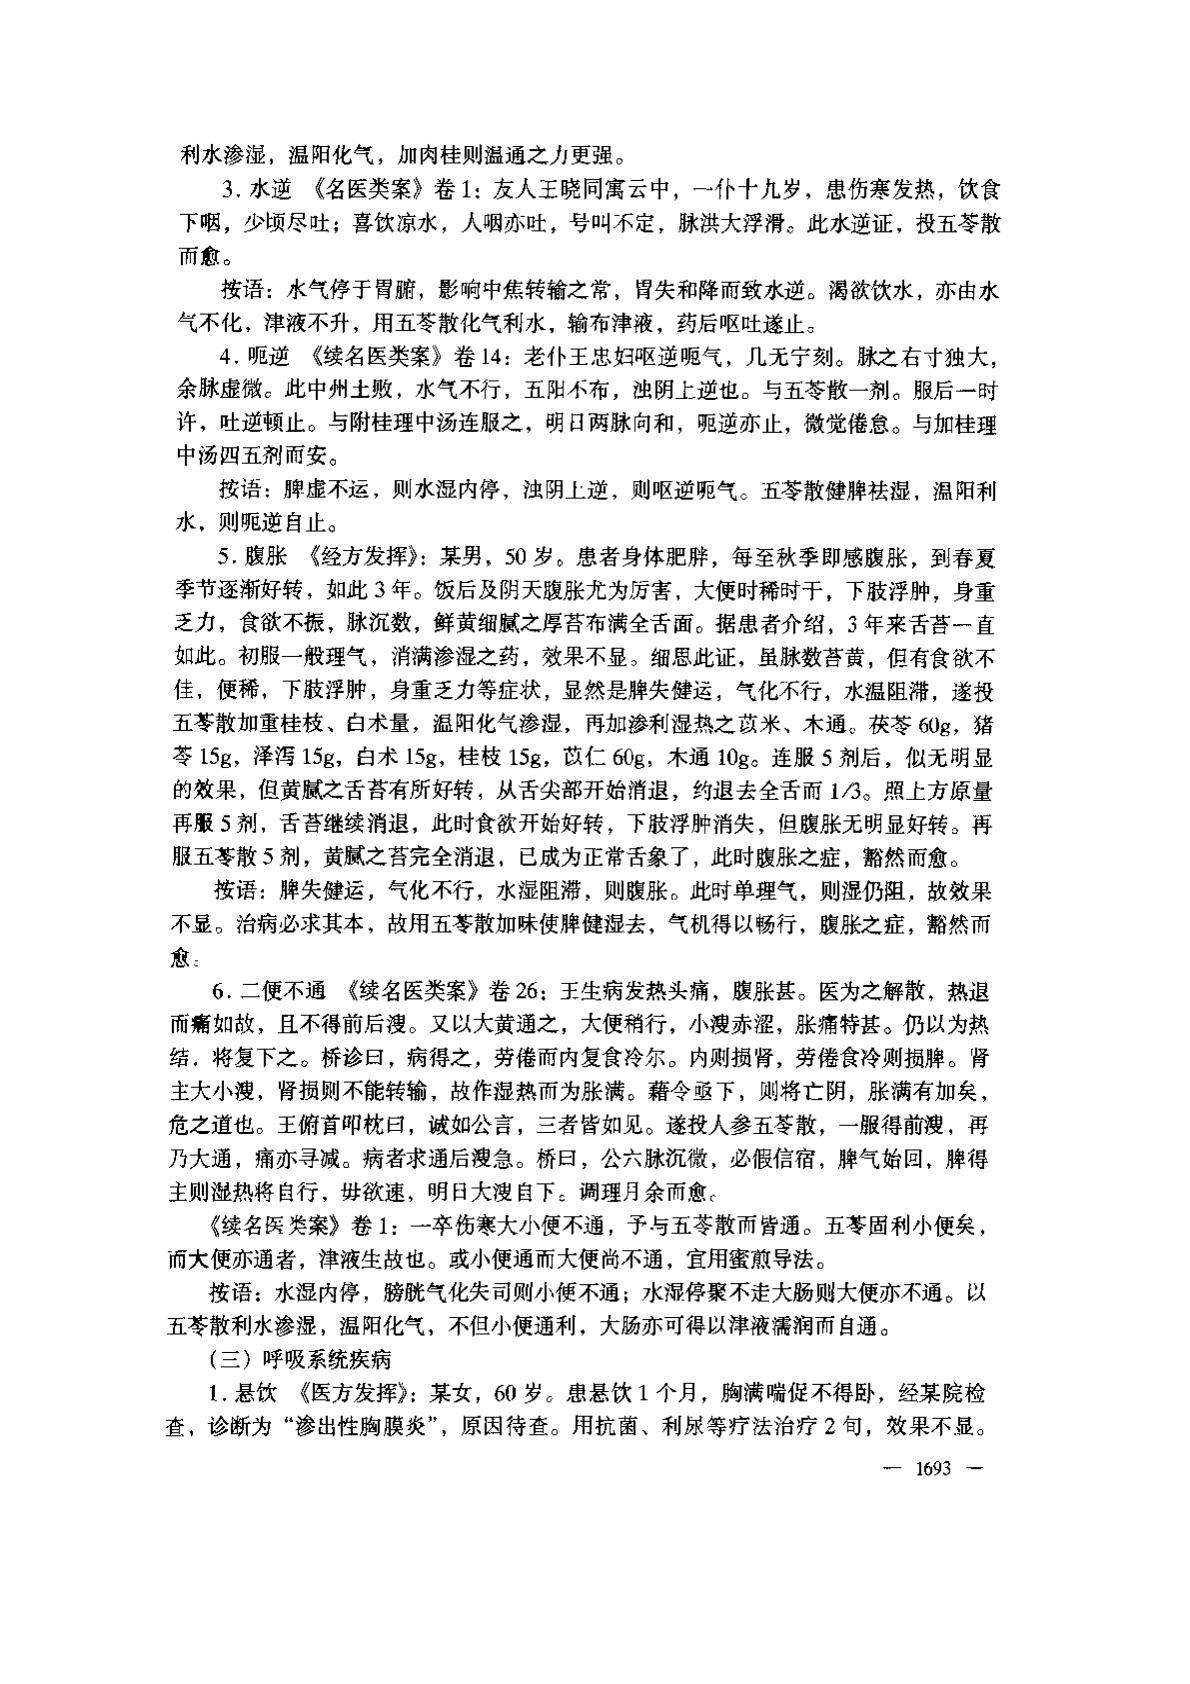 利水渗湿，温阳化气，加肉桂则温通之力更强。
3. 水逆 《名医类案》卷1：友人王晓同寓云中，一仆十九岁，患伤寒发热，饮食
下咽，少顷尽吐；喜饮凉水，人咽亦吐，号叫不定，脉洪大浮滑。此水逆证，投五苓散
而愈。
按语：水气停于胃腑，影响中焦转输之常，胃失和降而致水逆。渴欲饮水，亦由水
气不化，津液不升，用五苓散化气利水，输布津液，药后呕吐遂止。
4. 呃逆 《续名医类案》卷14：老仆王忠妇呕逆呃气，几无宁刻。脉之右寸独大，
余脉虚微。此中州土败，水气不行，五阳不布，浊阴上逆也。与五苓散一剂。服后一时
许，吐逆顿止。与附桂理中汤连服之，明日两脉向和，呃逆亦止，微觉倦怠。与加桂理
中汤四五剂而安。
按语：脾虚不运，则水湿内停，浊阴上逆，则呕逆呃气。五苓散健脾祛湿，温阳利
水，则呃逆自止。
5. 腹胀 《经方发挥》：某男，50岁。患者身体肥胖，每至秋季即感腹胀，到春夏
季节逐渐好转，如此3年。饭后及阴天腹胀尤为厉害，大便时稀时干，下肢浮肿，身重
乏力，食欲不振，脉沉数，鲜黄细腻之厚苔布满全舌面。据患者介绍，3年来舌苔一直
如此。初服一般理气，消满渗湿之药，效果不显。细思此证，虽脉数苔黄，但有食欲不
佳，便稀，下肢浮肿，身重乏力等症状，显然是脾失健运，气化不行，水温阻滞，遂投
五苓散加重桂枝、白术量，温阳化气渗湿，再加渗利湿热之苡米、木通。茯苓60g，猪
苓15g，泽泻15g，白术15g，桂枝15g，苡仁60g，木通10g。连服5剂后，似无明显
的效果，但黄腻之舌苔有所好转，从舌尖部开始消退，约退去全舌而1/3。照上方原量
再服5剂，舌苔继续消退，此时食欲开始好转，下肢浮肿消失，但腹胀无明显好转。再
服五苓散5剂，黄腻之苔完全消退，已成为正常舌象了，此时腹胀之症，豁然而愈。
按语：脾失健运，气化不行，水湿阻滞，则腹胀。此时单理气，则湿仍阻，故效果
不显。治病必求其本，故用五苓散加味使脾健湿去，气机得以畅行，腹胀之症，豁然而
愈。
6. 二便不通 《续名医类案》卷26：王生病发热头痛，腹胀甚。医为之解散，热退
而痛如故，且不得前后溲。又以大黄通之，大便稍行，小溲赤涩，胀痛特甚。仍以为热
结，将复下之。桥诊曰，病得之，劳倦而内复食冷尔。内则损肾，劳倦食冷则损脾。肾
主大小溲，肾损则不能转输，故作湿热而为胀满。藉令亟下，则将亡阴，胀满有加矣，
危之道也。王俯首叩枕曰，诚如公言，三者皆如见。遂投人参五苓散，一服得前溲，再
乃大通，痛亦寻减。病者求通后溲急。桥曰，公六脉沉微，必假信宿，脾气始回，脾得
主则湿热将自行，毋欲速，明日大溲自下。调理月余而愈。
《续名医类案》卷1：一卒伤寒大小便不通，予与五苓散而皆通。五苓固利小便矣，
而大便亦通者，津液生故也。或小便通而大便尚不通，宜用蜜煎导法。
按语：水湿内停，膀胱气化失司则小便不通；水湿停聚不走大肠则大便亦不通。以
五苓散利水渗湿，温阳化气，不但小便通利，大肠亦可得以津液濡润而自通。
（三）呼吸系统疾病
1. 悬饮 《医方发挥》：某女，60岁。患悬饮1个月，胸满喘促不得卧，经某院检
查，诊断为“渗出性胸膜炎”，原因待查。用抗菌、利尿等疗法治疗2旬，效果不显。
— 1693 —